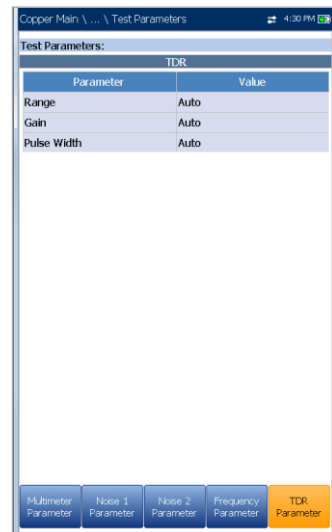 Copper Main \ ... \ Test Parameters 4:30 PM
Test Parameters:
TDR
Parameter Value
Range Auto
Gain Auto
Pulse Width Auto
Multimeter Parameter Noise 1 Parameter Noise 2 Parameter Frequency Parameter TDR Parameter